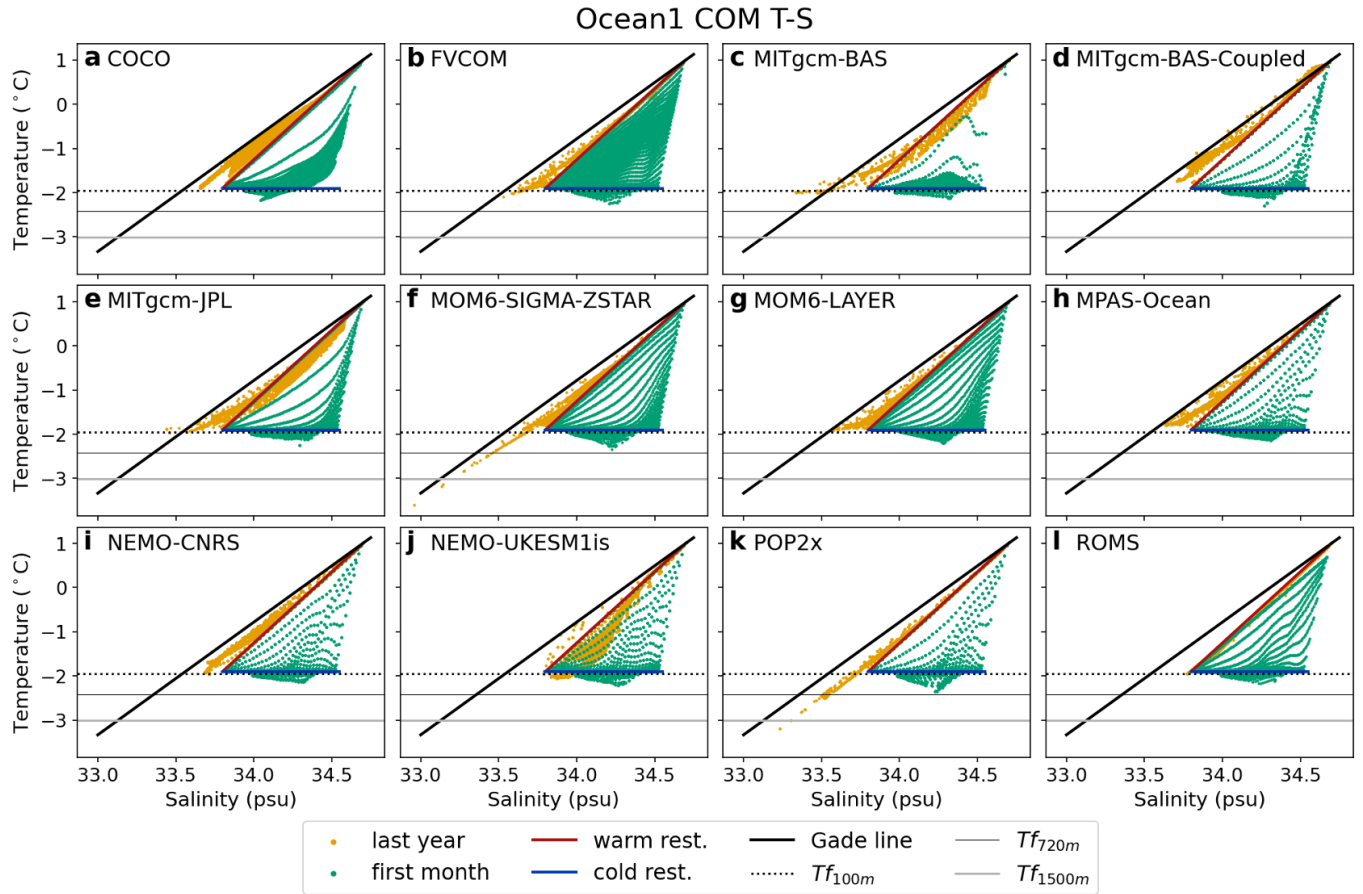 Ocean1 COM T-S
a COCO
b FVCOM
c MITgcm-BAS
d MITgcm-BAS-Coupled
Temperature (°C)
1
0
−1
−2
−3
e MITgcm-JPL
f MOM6-SIGMA-ZSTAR
g MOM6-LAYER
h MPAS-Ocean
Temperature (°C)
1
0
−1
−2
−3
i NEMO-CNRS
j NEMO-UKESM1is
k POP2x
l ROMS
Temperature (°C)
1
0
−1
−2
−3
33.0 33.5 34.0 34.5 33.0 33.5 34.0 34.5 33.0 33.5 34.0 34.5 33.0 33.5 34.0 34.5
Salinity (psu) Salinity (psu) Salinity (psu) Salinity (psu)
last year warm rest. Gade line Tf720m
first month cold rest. Tf100m Tf1500m